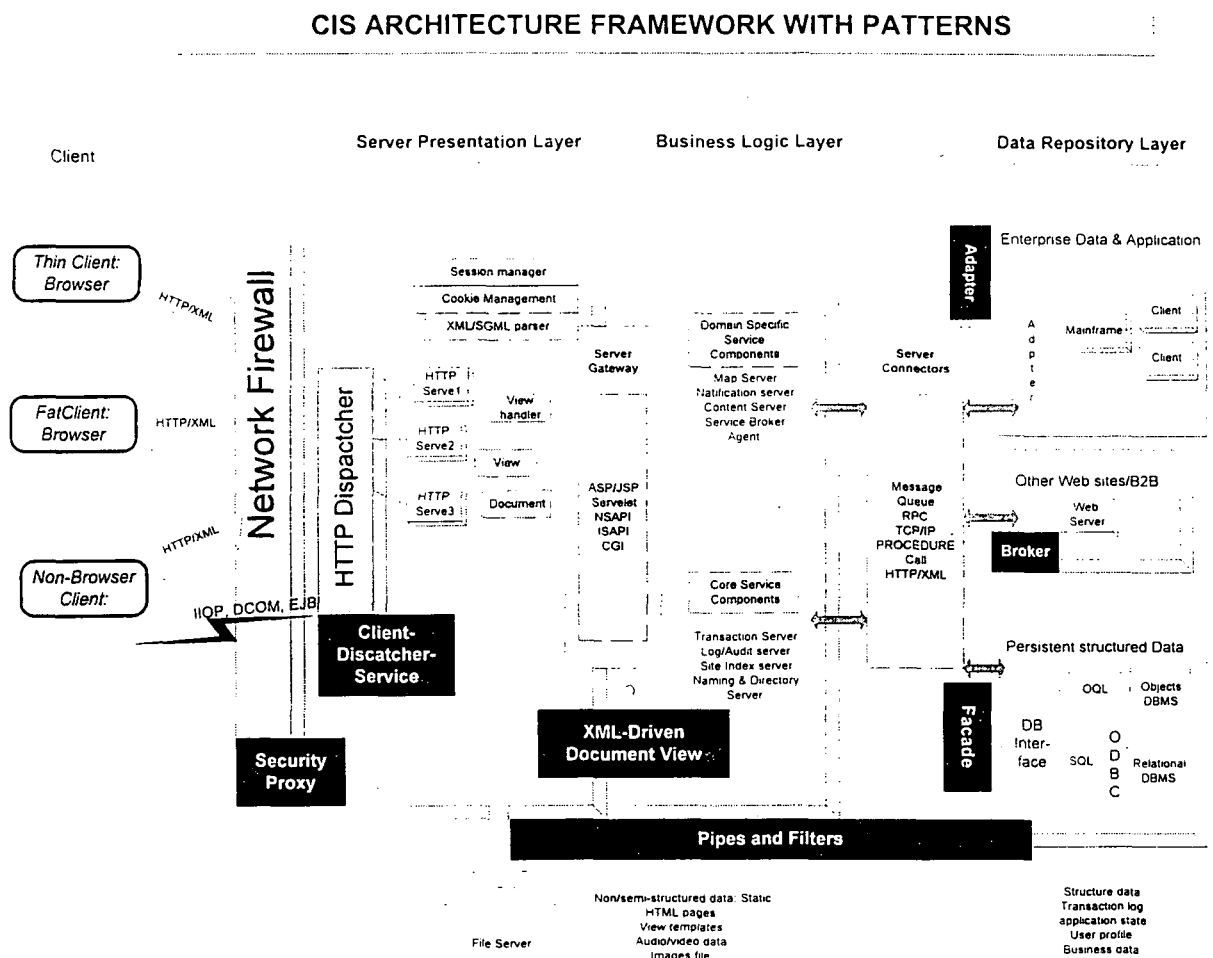 CIS ARCHITECTURE FRAMEWORK WITH PATTERNS
Client
Server Presentation Layer
Business Logic Layer
Data Repository Layer
Thin Client:
Browser
HTTP/XML
FatClient:
Browser
HTTP/XML
HTTP/XML
Non-Browser
Client:
IIOP, DCOM, EJB
Network Firewall
Security
Proxy
HTTP Dispactcher
Client-
Discatcher-
Service
Session manager
Cookie Management
XML/SGML parser
HTTP
Serve1
View
handler
HTTP
Serve2
View
HTTP
Serve3
Document
Server
Gateway
ASP/JSP
Servelet
NSAPI
ISAPI
CGI
XML-Driven
Document View
Domain Specific
Service
Components
Map Server
Natification server
Content Server
Service Broker
Agent
Core Service
Components
Transaction Server
Log/Audit server
Site Index server
Naming & Directory
Server
Server
Connectors
Message
Queue
RPC
TCP/IP
PROCEDURE
Call
HTTP/XML
Adapter
Enterprise Data & Application
Adpter
Mainframe
Client
Client
Other Web sites/B2B
Web
Server
Broker
Persistent structured Data
Facade
DB
Inter-
face
OQL
Objects
DBMS
SQL
ODBC
Relational
DBMS
Pipes and Filters
File Server
Non/semi-structured data: Static
HTML pages
View templates
Audio/video data
Images file
Structure data
Transaction log
application state
User profile
Business data